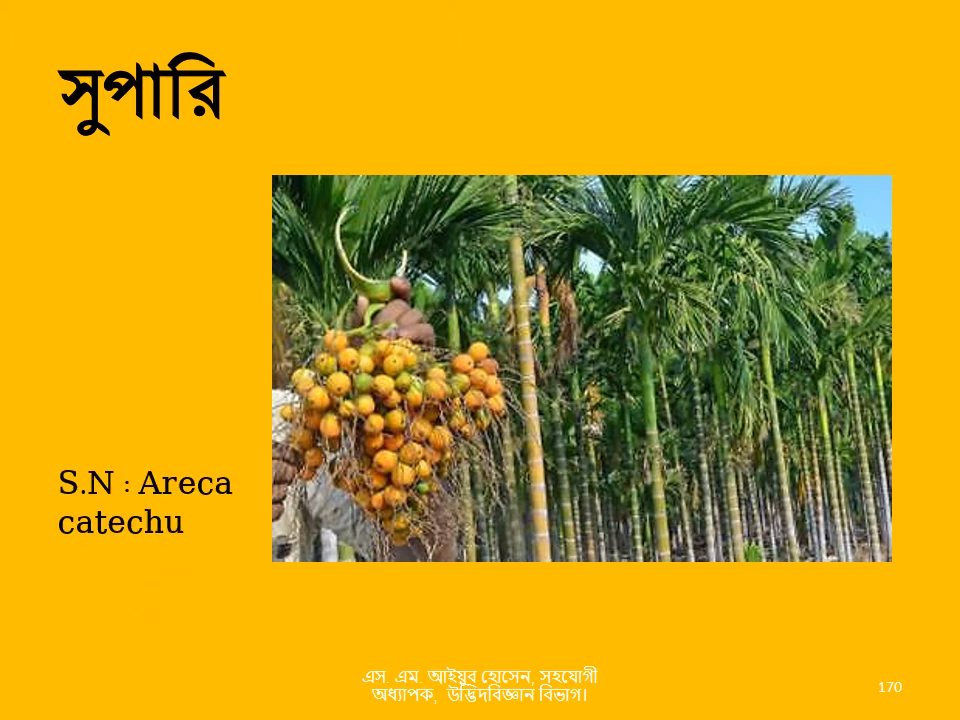 সুপারি
S.N : Areca
catechu
এস. এম. আইয়ুব হোসেন, সহযোগী
অধ্যাপক,  উদ্ভিদবিজ্ঞান বিভাগ।
170